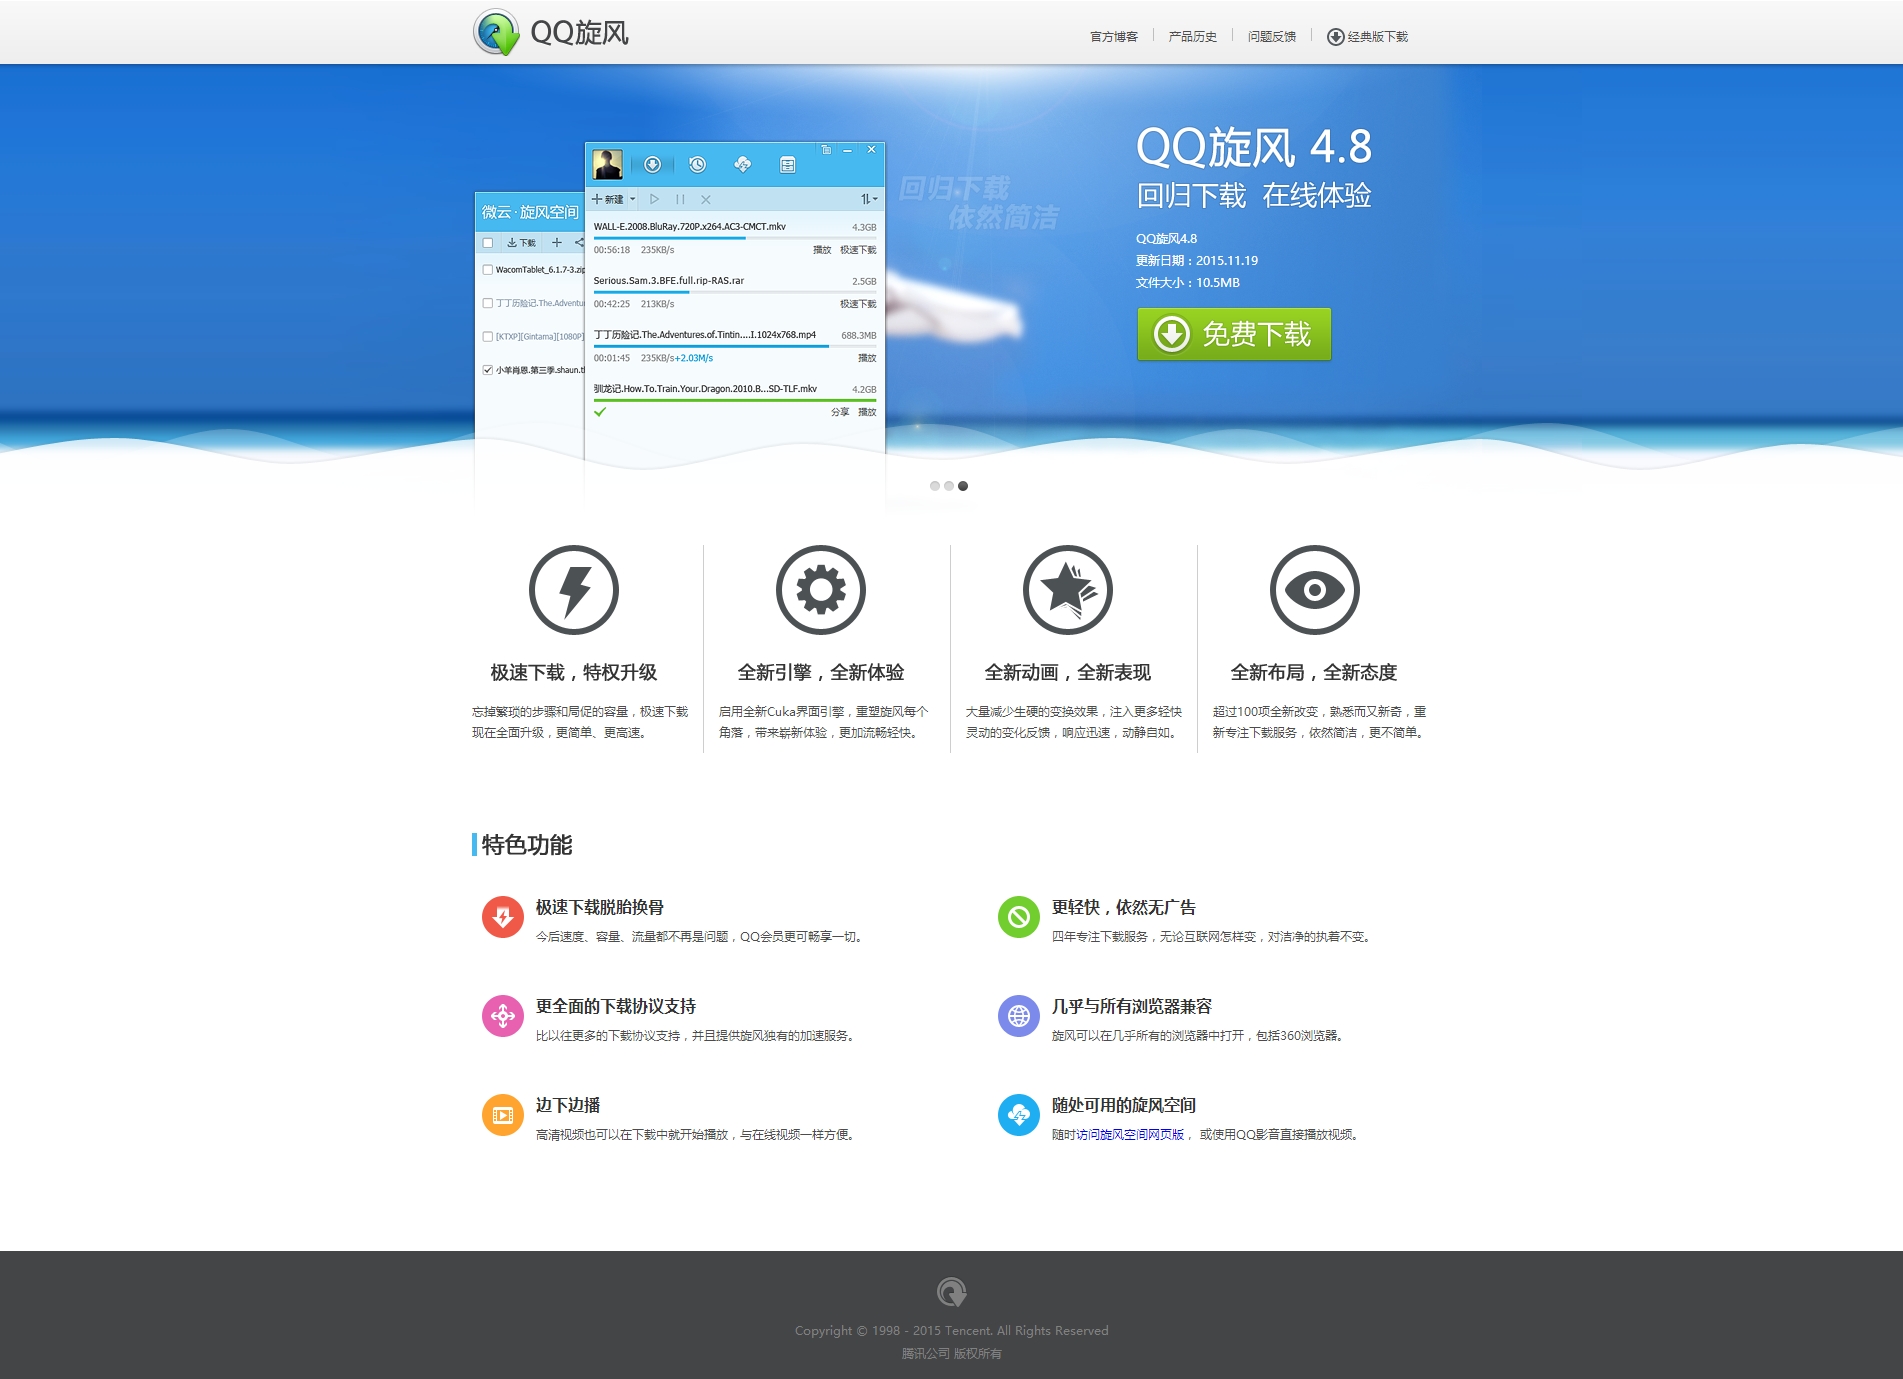 QQ旋风
官方博客
产品历史
问题反馈
经典版下载
QQ旋风 4.8
回归下载 在线体验
QQ旋风4.8
更新日期：2015.11.19
文件大小：10.5MB
免费下载
回归下载
依然简洁
微云·旋风空间
下载
WacomTablet_6.1.7-3.zip
丁丁历险记.The.Adventu
[KTXP][Gintama][1080P]
小羊肖恩.第三季.shaun.t
新建
WALL-E.2008.BluRay.720P.x264.AC3-CMCT.mkv 4.3GB
00:56:18 235KB/s 播放 极速下载
Serious.Sam.3.BFE.full.rip-RAS.rar 2.5GB
00:42:25 213KB/s 极速下载
丁丁历险记.The.Adventures.of.Tintin....I.1024x768.mp4 688.3MB
00:01:45 235KB/s+2.03M/s 播放
驯龙记.How.To.Train.Your.Dragon.2010.B...SD-TLF.mkv 4.2GB
分享 播放
极速下载，特权升级
忘掉繁琐的步骤和局促的容量，极速下载
现在全面升级，更简单、更高速。
全新引擎，全新体验
启用全新Cuka界面引擎，重塑旋风每个
角落，带来崭新体验，更加流畅轻快。
全新动画，全新表现
大量减少生硬的变换效果，注入更多轻快
灵动的变化反馈，响应迅速，动静自如。
全新布局，全新态度
超过100项全新改变，熟悉而又新奇，重
新专注下载服务，依然简洁，更不简单。
特色功能
极速下载脱胎换骨
今后速度、容量、流量都不再是问题，QQ会员更可畅享一切。
更轻快，依然无广告
四年专注下载服务，无论互联网怎样变，对洁净的执着不变。
更全面的下载协议支持
比以往更多的下载协议支持，并且提供旋风独有的加速服务。
几乎与所有浏览器兼容
旋风可以在几乎所有的浏览器中打开，包括360浏览器。
边下边播
高清视频也可以在下载中就开始播放，与在线视频一样方便。
随处可用的旋风空间
随时访问旋风空间网页版， 或使用QQ影音直接播放视频。
Copyright © 1998 - 2015 Tencent. All Rights Reserved
腾讯公司 版权所有